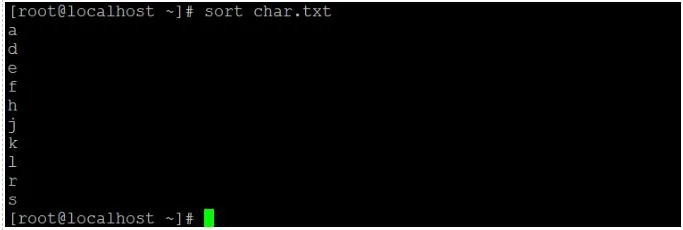 [root@localhost ~]# sort char.txt
a
d
e
f
h
j
k
l
r
s
[root@localhost ~]#